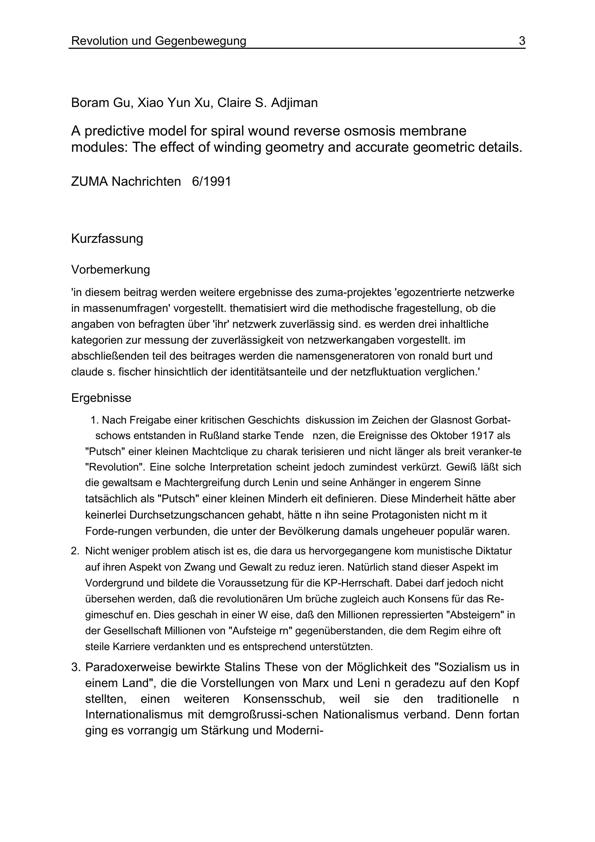 Revolution und Gegenbewegung 3
Boram Gu, Xiao Yun Xu, Claire S. Adjiman
A predictive model for spiral wound reverse osmosis membrane
modules: The effect of winding geometry and accurate geometric details.
ZUMA Nachrichten 6/1991
Kurzfassung
Vorbemerkung
'in diesem beitrag werden weitere ergebnisse des zuma-projektes 'egozentrierte netzwerke
in massenumfragen' vorgestellt. thematisiert wird die methodische fragestellung, ob die
angaben von befragten über 'ihr' netzwerk zuverlässig sind. es werden drei inhaltliche
kategorien zur messung der zuverlässigkeit von netzwerkangaben vorgestellt. im
abschließenden teil des beitrages werden die namensgeneratoren von ronald burt und
claude s. fischer hinsichtlich der identitätsanteile und der netzfluktuation verglichen.'
Ergebnisse
1. Nach Freigabe einer kritischen Geschichts diskussion im Zeichen der Glasnost Gorbat-
schows entstanden in Rußland starke Tende nzen, die Ereignisse des Oktober 1917 als
"Putsch" einer kleinen Machtclique zu charak terisieren und nicht länger als breit veranker-te
"Revolution". Eine solche Interpretation scheint jedoch zumindest verkürzt. Gewiß läßt sich
die gewaltsam e Machtergreifung durch Lenin und seine Anhänger in engerem Sinne
tatsächlich als "Putsch" einer kleinen Minderh eit definieren. Diese Minderheit hätte aber
keinerlei Durchsetzungschancen gehabt, hätte n ihn seine Protagonisten nicht m it
Forde-rungen verbunden, die unter der Bevölkerung damals ungeheuer populär waren.
2. Nicht weniger problem atisch ist es, die dara us hervorgegangene kom munistische Diktatur
auf ihren Aspekt von Zwang und Gewalt zu reduz ieren. Natürlich stand dieser Aspekt im
Vordergrund und bildete die Voraussetzung für die KP-Herrschaft. Dabei darf jedoch nicht
übersehen werden, daß die revolutionären Um brüche zugleich auch Konsens für das Re-
gimeschuf en. Dies geschah in einer W eise, daß den Millionen repressierten "Absteigern" in
der Gesellschaft Millionen von "Aufsteige rn" gegenüberstanden, die dem Regim eihre oft
steile Karriere verdankten und es entsprechend unterstützten.
3. Paradoxerweise bewirkte Stalins These von der Möglichkeit des "Sozialism us in
einem Land", die die Vorstellungen von Marx und Leni n geradezu auf den Kopf
stellten, einen weiteren Konsensschub, weil sie den traditionelle n
Internationalismus mit demgroßrussi-schen Nationalismus verband. Denn fortan
ging es vorrangig um Stärkung und Moderni-